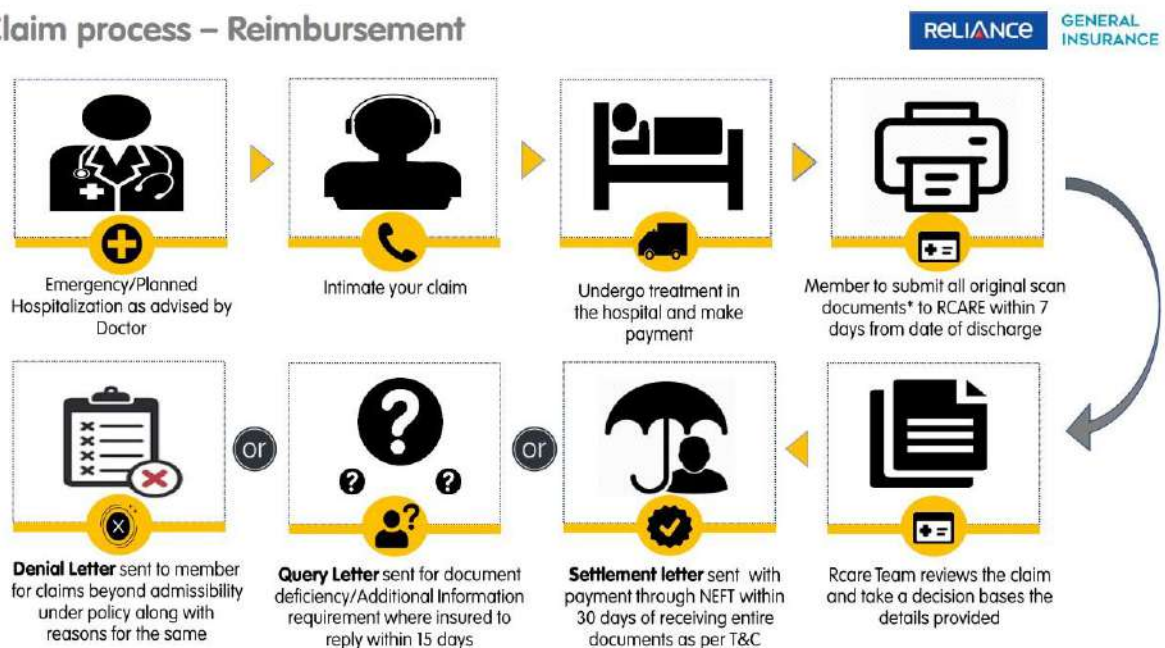 Claim process – Reimbursement
RELIANCE
GENERAL
INSURANCE
Emergency/Planned
Hospitalization as advised by
Doctor
Intimate your claim
Undergo treatment in
the hospital and make
payment
Member to submit all original scan
documents* to RCARE within 7
days from date of discharge
or
or
Denial Letter sent to member
for claims beyond admissibility
under policy along with
reasons for the same
Query Letter sent for document
deficiency/Additional Information
requirement where insured to
reply within 15 days
Settlement letter sent with
payment through NEFT within
30 days of receiving entire
documents as per T&C
Rcare Team reviews the claim
and take a decision bases the
details provided